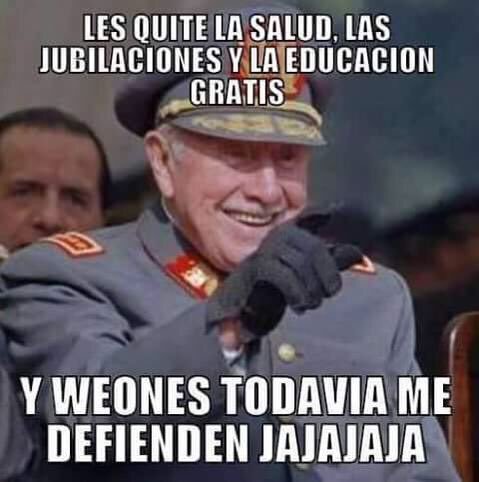 LES QUITE LA SALUD, LAS
JUBILACIONES Y LA EDUCACION
GRATIS
Y WEONES TODAVIA ME
DEFIENDEN JAJAJAJA